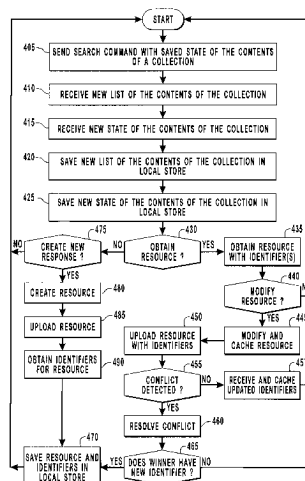 START
405
SEND SEARCH COMMAND WITH SAVED STATE OF THE CONTENTS
OF A COLLECTION
410
RECEIVE NEW LIST OF THE CONTENTS OF THE COLLECTION
415
RECEIVE NEW STATE OF THE CONTENTS OF THE COLLECTION
420
SAVE NEW LIST OF THE CONTENTS OF THE COLLECTION IN
LOCAL STORE
425
SAVE NEW STATE OF THE CONTENTS OF THE COLLECTION IN
LOCAL STORE
475
NO
CREATE NEW
RESPONSE ?
NO
430
OBTAIN
RESOURCE ?
YES
435
OBTAIN RESOURCE
WITH IDENTIFIER(S)
YES
480
CREATE RESOURCE
440
MODIFY
RESOURCE ?
YES
485
UPLOAD RESOURCE
450
UPLOAD RESOURCE
WITH IDENTIFIERS
MODIFY AND
CACHE RESOURCE
490
OBTAIN IDENTIFIERS
FOR RESOURCE
455
CONFLICT
DETECTED ?
NO
RECEIVE AND CACHE
UPDATED IDENTIFIERS
YES
460
RESOLVE CONFLICT
470
SAVE RESOURCE
AND IDENTIFIERS IN
LOCAL STORE
YES
465
DOES WINNER HAVE
NEW IDENTIFIER ?
NO